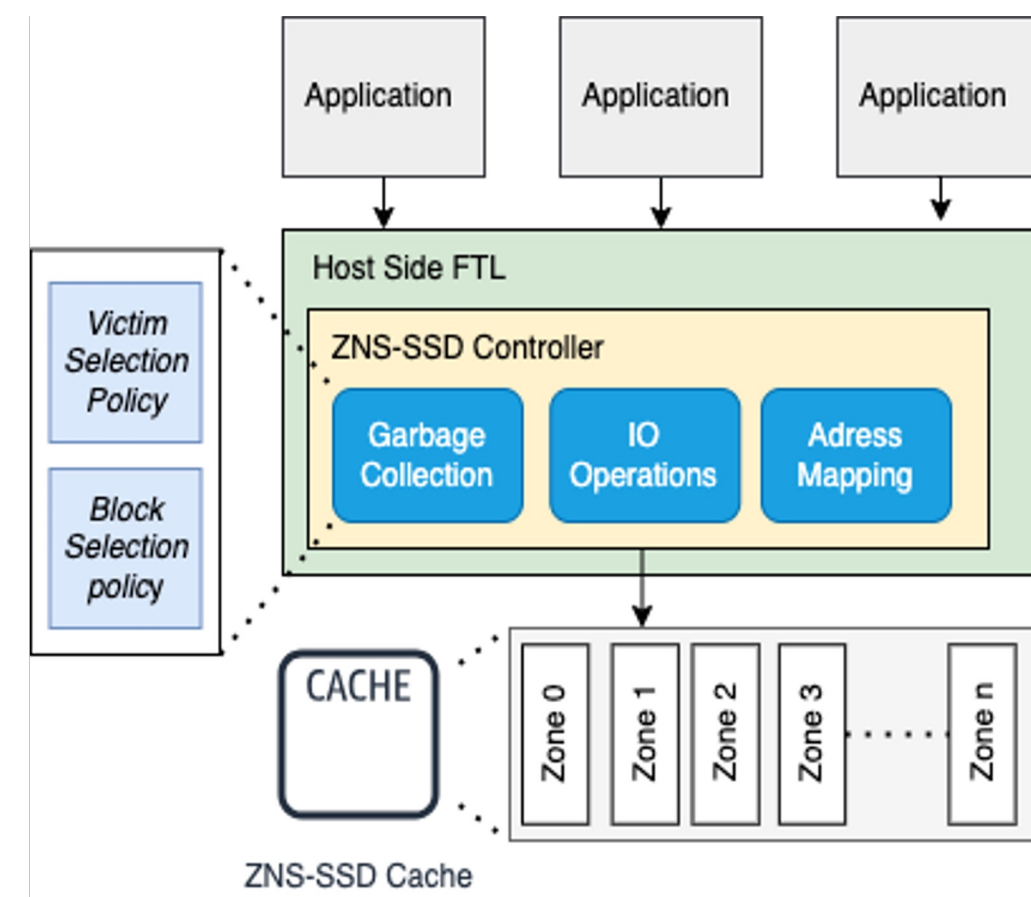 Application
Application
Application
Host Side FTL
ZNS-SSD Controller
Victim
Selection
Policy
Garbage
Collection
IO
Operations
Adress
Mapping
Block
Selection
policy
CACHE
Zone 0
Zone 1
Zone 2
Zone 3
Zone n
ZNS-SSD Cache